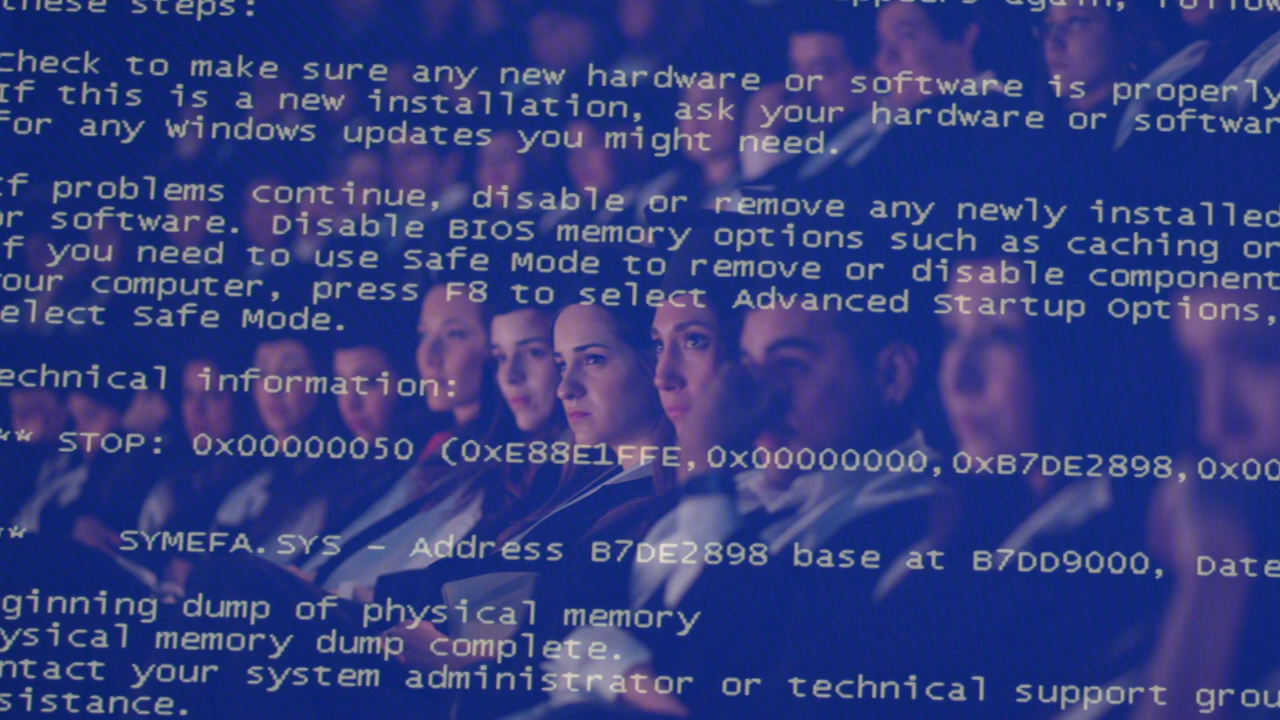 these steps:
again, follow
Check to make sure any new hardware or software is properly
If this is a new installation, ask your hardware or softwar
for any windows updates you might need.
If problems continue, disable or remove any newly installed
or software. Disable BIOS memory options such as caching or
If you need to use Safe Mode to remove or disable component
our computer, press F8 to select Advanced Startup Options,
elect Safe Mode.
echnical information:
** STOP: 0x00000050 (0xE88E1FFE,0x00000000,0xB7DE2898,0x00
** SYMEFA.SYS - Address B7DE2898 base at B7DD9000, Date
ginning dump of physical memory
ysical memory dump complete.
ntact your system administrator or technical support grou
sistance.